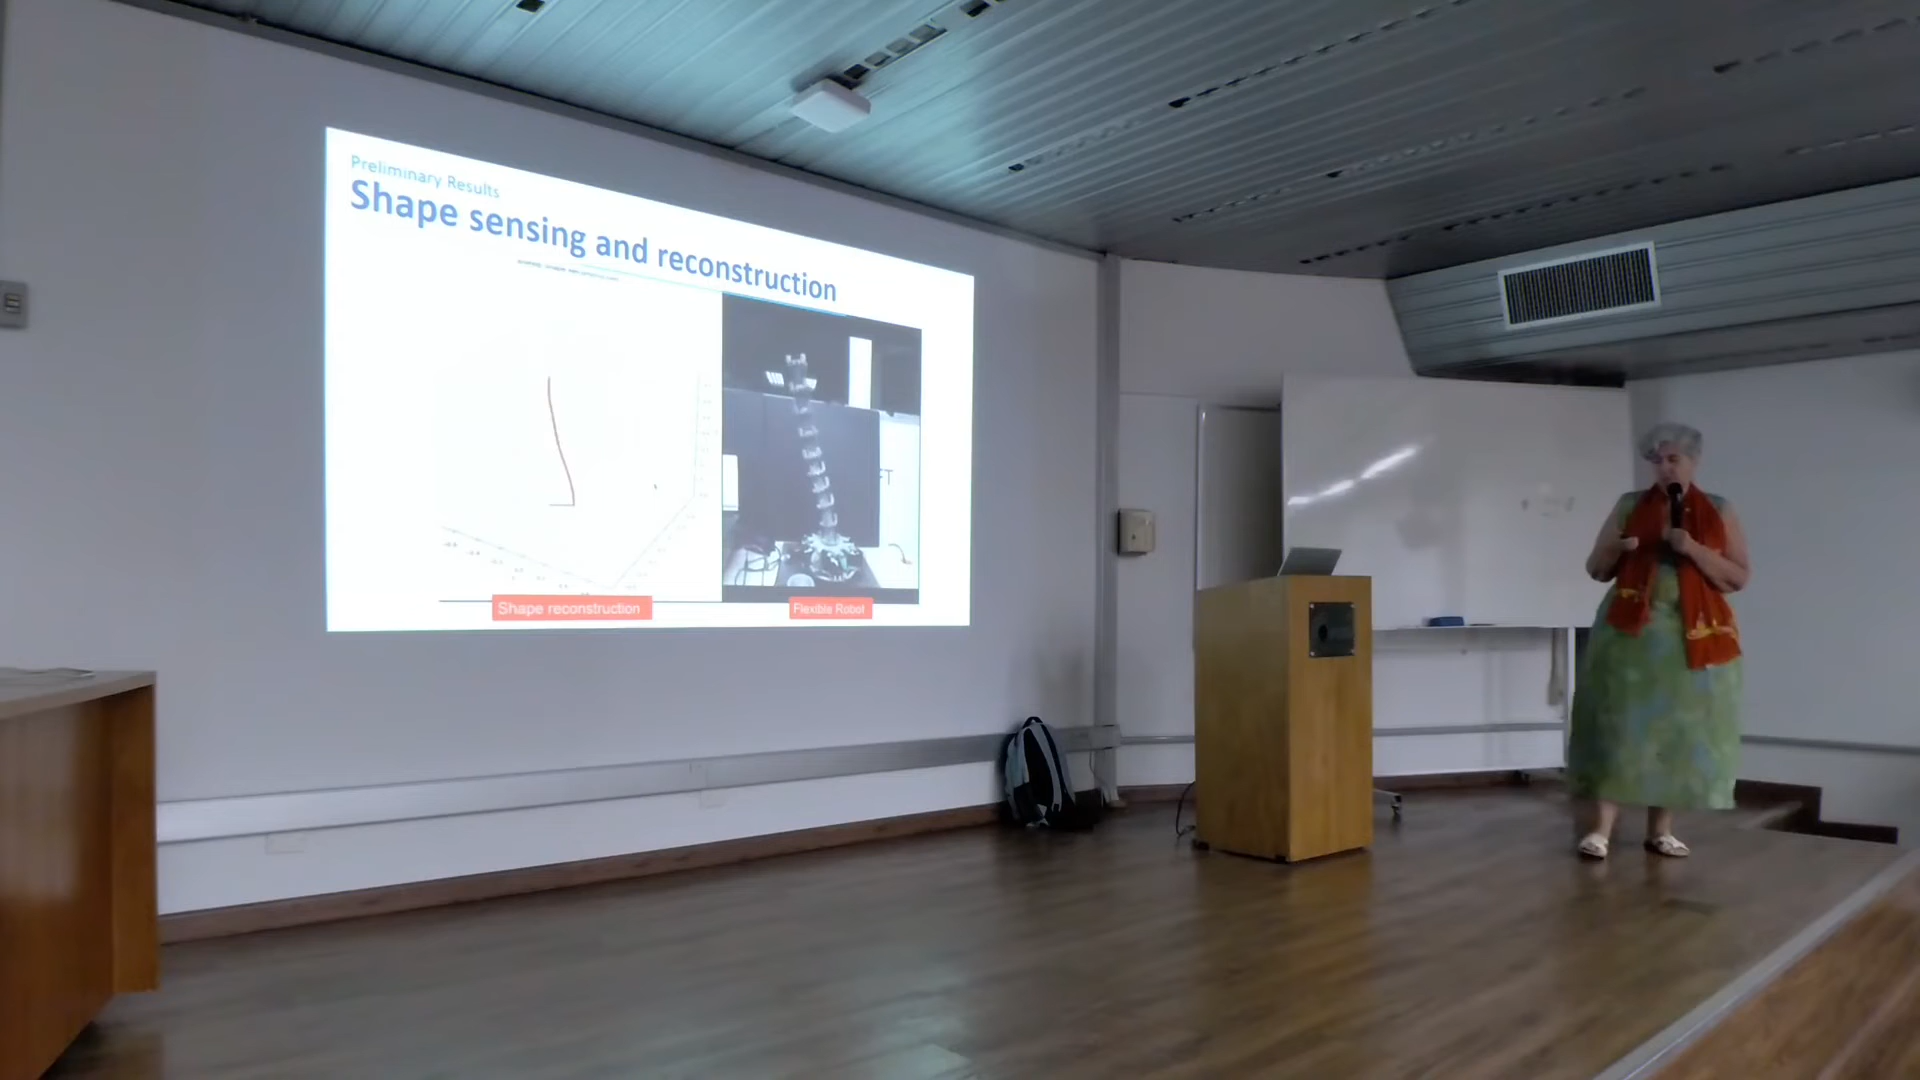 Preliminary Results
Shape sensing and reconstruction
Shape reconstruction
Flexible Robot